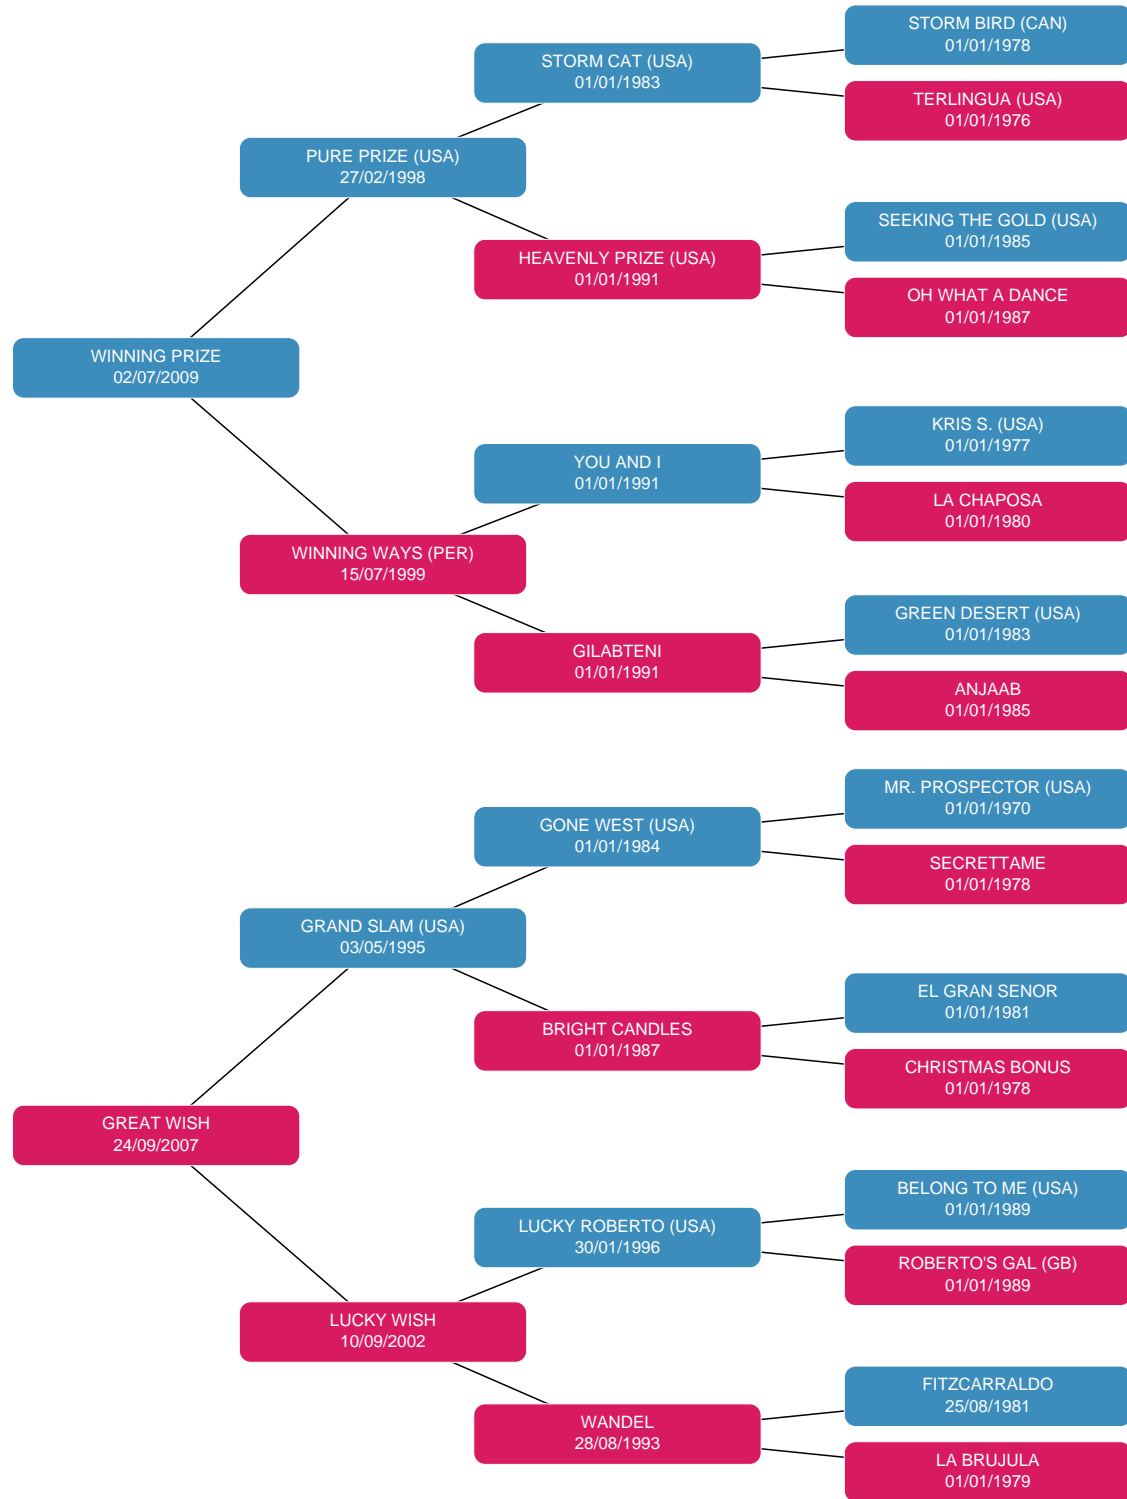 STORM BIRD (CAN)
01/01/1978
STORM CAT (USA)
01/01/1983
TERLINGUA (USA)
01/01/1976
PURE PRIZE (USA)
27/02/1998
SEEKING THE GOLD (USA)
01/01/1985
HEAVENLY PRIZE (USA)
01/01/1991
OH WHAT A DANCE
01/01/1987
WINNING PRIZE
02/07/2009
KRIS S. (USA)
01/01/1977
YOU AND I
01/01/1991
LA CHAPOSA
01/01/1980
WINNING WAYS (PER)
15/07/1999
GREEN DESERT (USA)
01/01/1983
GILABTENI
01/01/1991
ANJAAB
01/01/1985
MR. PROSPECTOR (USA)
01/01/1970
GONE WEST (USA)
01/01/1984
SECRETTAME
01/01/1978
GRAND SLAM (USA)
03/05/1995
EL GRAN SENOR
01/01/1981
BRIGHT CANDLES
01/01/1987
CHRISTMAS BONUS
01/01/1978
GREAT WISH
24/09/2007
BELONG TO ME (USA)
01/01/1989
LUCKY ROBERTO (USA)
30/01/1996
ROBERTO'S GAL (GB)
01/01/1989
LUCKY WISH
10/09/2002
FITZCARRALDO
25/08/1981
WANDEL
28/08/1993
LA BRUJULA
01/01/1979